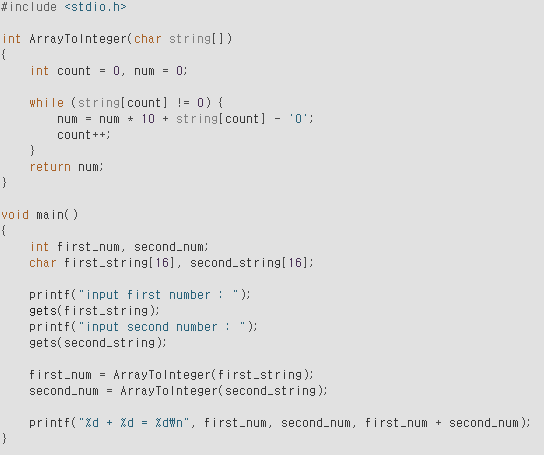 #include <stdio.h>
int ArrayToInteger(char string[])
{
int count = 0, num = 0;
while (string[count] != 0) {
num = num * 10 + string[count] - '0';
count++;
}
return num;
}
void main()
{
int first_num, second_num;
char first_string[16], second_string[16];
printf("input first number : ");
gets(first_string);
printf("input second number : ");
gets(second_string);
first_num = ArrayToInteger(first_string);
second_num = ArrayToInteger(second_string);
printf("%d + %d = %d₩n", first_num, second_num, first_num + second_num);
}